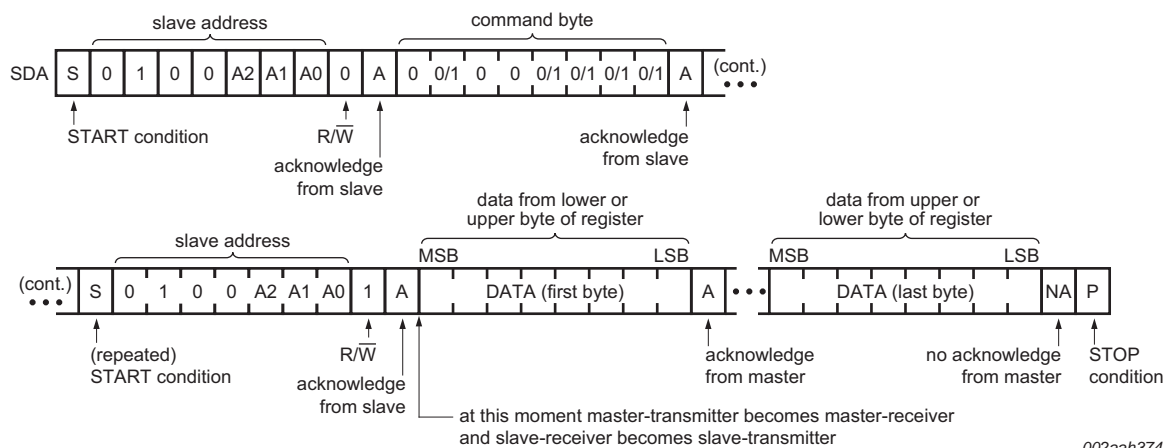 slave address command byte
SDA S 0 1 0 0 A2 A1 A0 0 A 0 0/1 0 0 0/1 0/1 0/1 0/1 A (cont.)
START condition R/W̅ acknowledge from slave acknowledge from slave
data from lower or upper byte of register data from upper or lower byte of register
slave address MSB LSB MSB LSB
(cont.) S 0 1 0 0 A2 A1 A0 1 A DATA (first byte) A DATA (last byte) NA P
(repeated) START condition R/W̅ acknowledge from slave acknowledge from master no acknowledge from master STOP condition
at this moment master-transmitter becomes master-receiver
and slave-receiver becomes slave-transmitter
002aah374